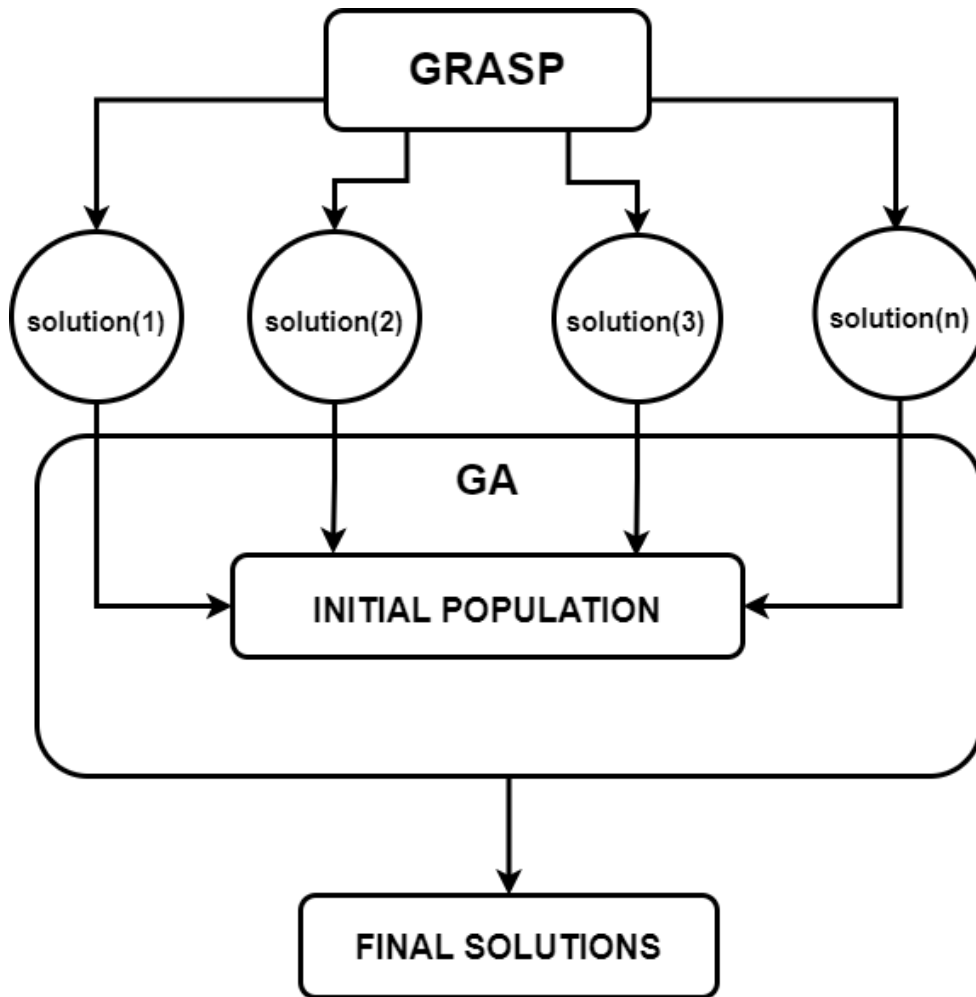 GRASP
solution(1)
solution(2)
solution(3)
solution(n)
GA
INITIAL POPULATION
FINAL SOLUTIONS